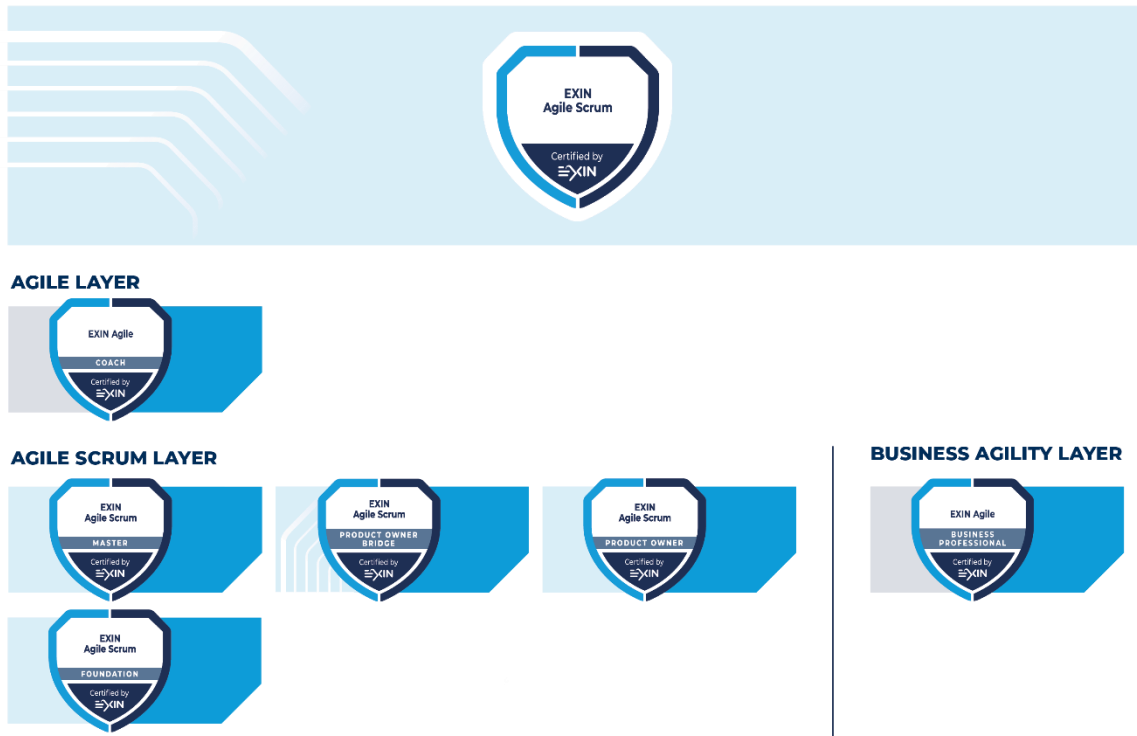 EXIN
Agile Scrum
Certified by
EXIN
AGILE LAYER
EXIN Agile
COACH
Certified by
EXIN
AGILE SCRUM LAYER
EXIN
Agile Scrum
MASTER
Certified by
EXIN
EXIN
Agile Scrum
PRODUCT OWNER
BRIDGE
Certified by
EXIN
EXIN
Agile Scrum
PRODUCT OWNER
Certified by
EXIN
EXIN
Agile Scrum
FOUNDATION
Certified by
EXIN
BUSINESS AGILITY LAYER
EXIN Agile
BUSINESS
PROFESSIONAL
Certified by
EXIN